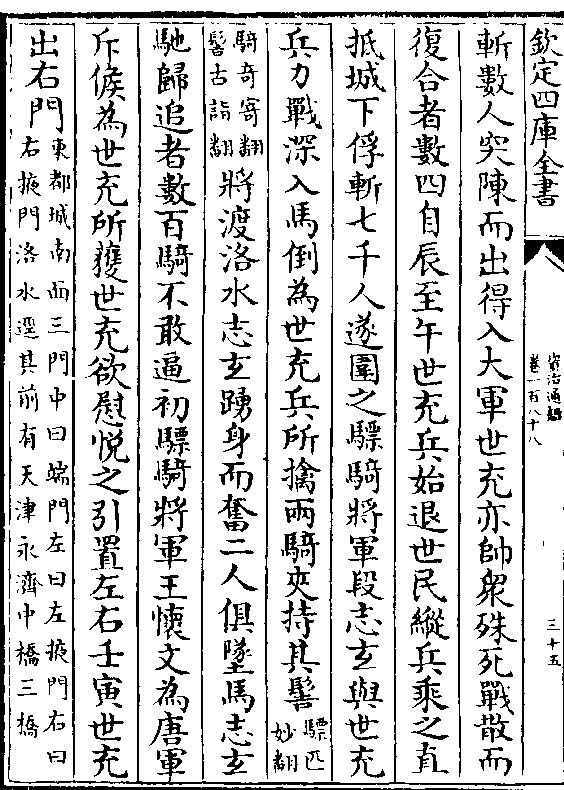 欽定四庫全書
資治通鑑
卷一百八十八
三十五
斬數人突陳而出得入大軍世充亦帥衆殊死戰散而
復合者數四自辰至午世充兵始退世民縱兵乘之直
抵城下俘斬七千人遂圍之驃騎將軍段志玄與世充
兵力戰深入馬倒為世充兵所擒兩騎夾持其髻驃匹妙翻
騎奇寄翻髻古詣翻將渡洛水志玄踴身而奮二人俱墜馬志玄
馳歸追者數百騎不敢逼初驃騎將軍王懷文為唐軍
斥候為世充所獲世充欲慰悦之引置左右壬寅世充
出右門東都城南面三門中曰端門左曰左掖門右曰右掖門洛水逕其前有天津永濟中橋三橋